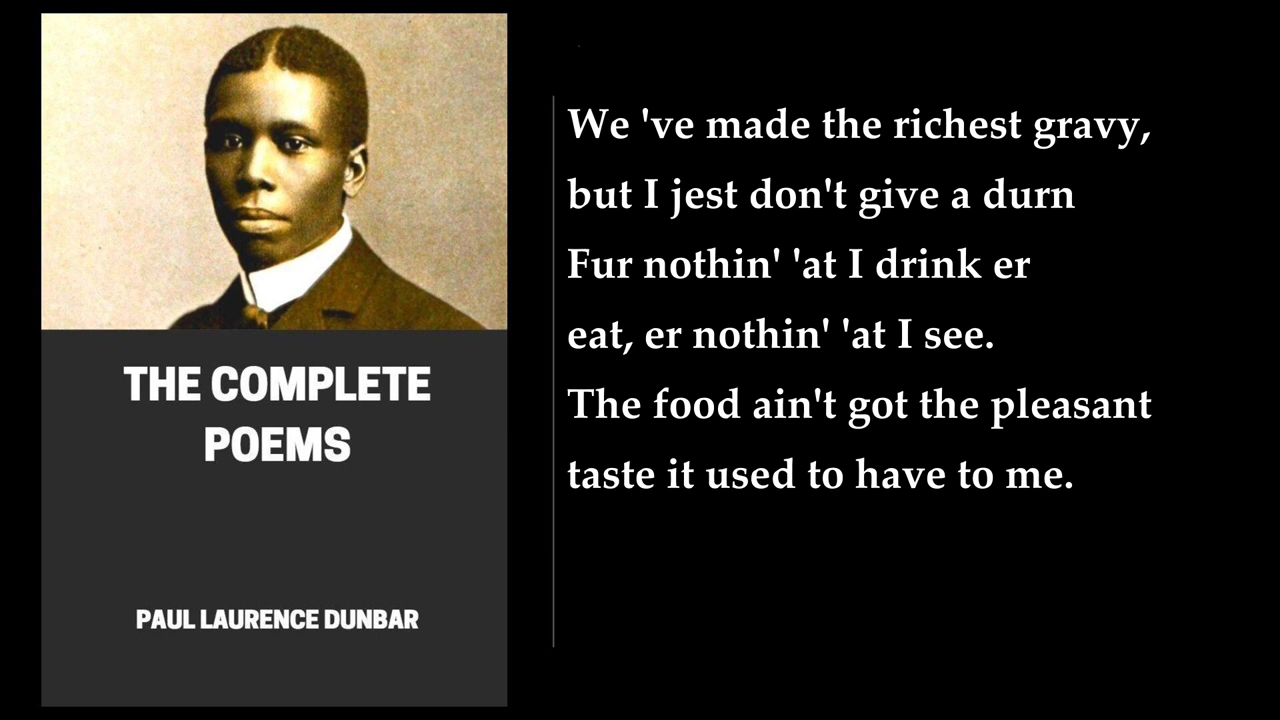 THE COMPLETE
POEMS
PAUL LAURENCE DUNBAR
We 've made the richest gravy,
but I jest don't give a durn
Fur nothin' 'at I drink er
eat, er nothin' 'at I see.
The food ain't got the pleasant
taste it used to have to me.